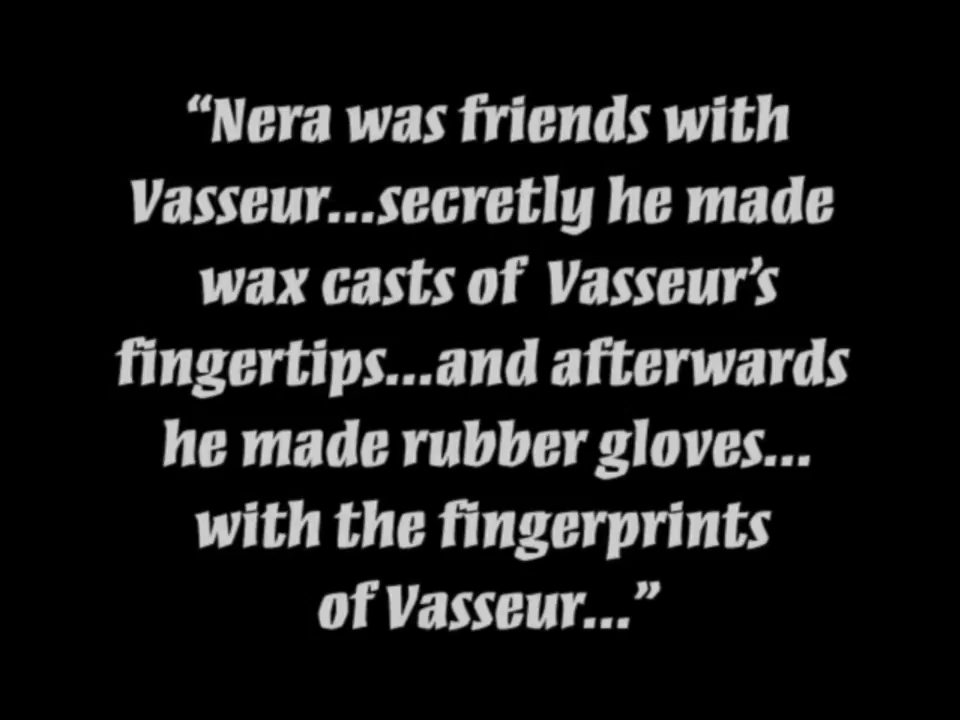 “Nera was friends with
Vasseur...secretly he made
wax casts of Vasseur’s
fingertips...and afterwards
he made rubber gloves...
with the fingerprints
of Vasseur...”